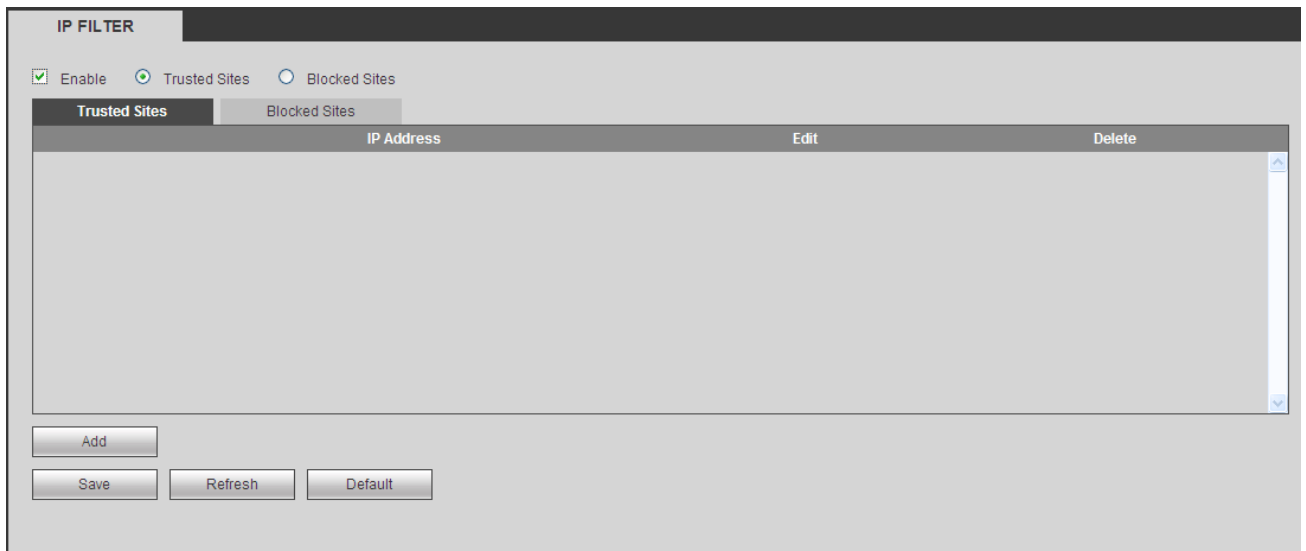 IP FILTER
Enable Trusted Sites Blocked Sites
Trusted Sites Blocked Sites
IP Address Edit Delete
Add
Save Refresh Default